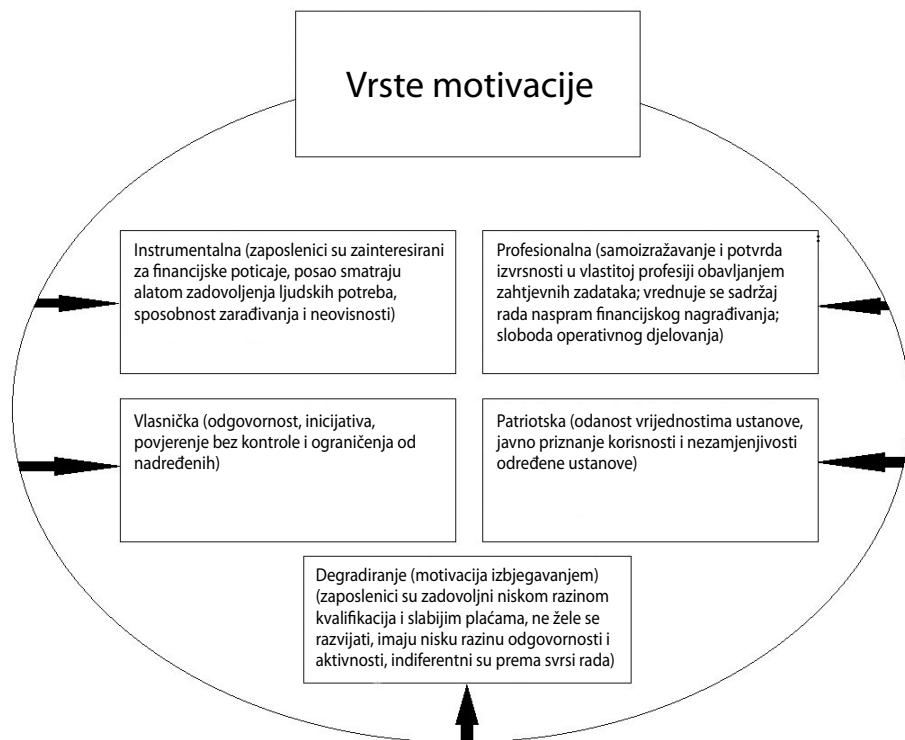 Vrste motivacije
Instrumentalna (zaposlenici su zainteresirani
za financijske poticaje, posao smatraju
alatom zadovoljenja ljudskih potreba,
sposobnost zarađivanja i neovisnosti)
Profesionalna (samoizražavanje i potvrda
izvrsnosti u vlastitoj profesiji obavljanjem
zahtjevnih zadataka; vrednuje se sadržaj
rada naspram financijskog nagrađivanja;
sloboda operativnog djelovanja)
Vlasnička (odgovornost, inicijativa,
povjerenje bez kontrole i ograničenja od
nadređenih)
Patriotska (odanost vrijednostima ustanove,
javno priznanje korisnosti i nezamjenjivosti
određene ustanove)
Degradiranje (motivacija izbjegavanjem)
(zaposlenici su zadovoljni niskom razinom
kvalifikacija i slabijim plaćama, ne žele se
razvijati, imaju nisku razinu odgovornosti i
aktivnosti, indiferentni su prema svrsi rada)